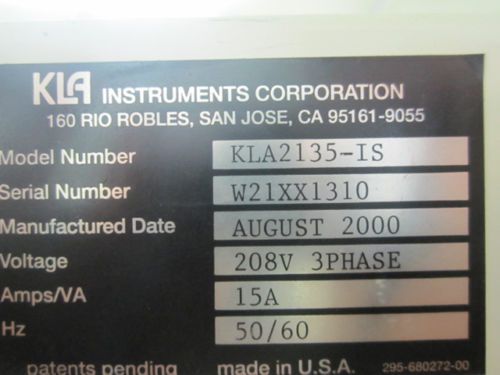 KLA INSTRUMENTS CORPORATION
160 RIO ROBLES, SAN JOSE, CA 95161-9055
Model Number KLA2135-IS
Serial Number W21XX1310
Manufactured Date AUGUST 2000
Voltage 208V 3PHASE
Amps/VA 15A
Hz 50/60
patents pending made in U.S.A. 295-680272-00